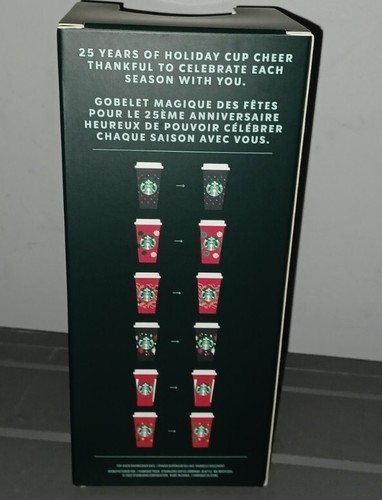 25 YEARS OF HOLIDAY CUP CHEER
THANKFUL TO CELEBRATE EACH
SEASON WITH YOU.
GOBELET MAGIQUE DES FÊTES
POUR LE 25ÈME ANNIVERSAIRE
HEUREUX DE POUVOIR CÉLÉBRER
CHAQUE SAISON AVEC VOUS.